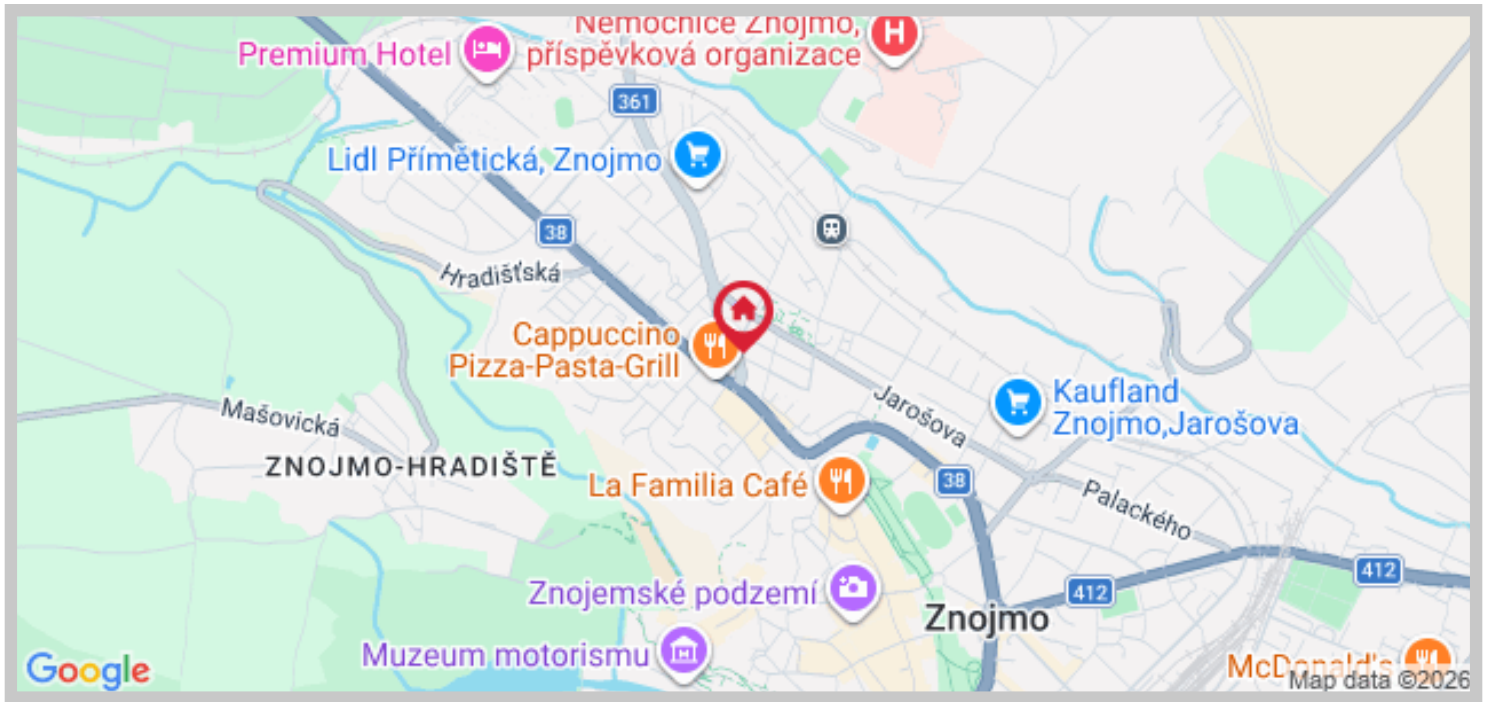 Nemocnice Znojmo,
příspěvková organizace
H
Premium Hotel
361
Lidl Přímětická, Znojmo
38
Hradišťská
Cappuccino
Pizza-Pasta-Grill
Jarošova
Kaufland
Znojmo,Jarošova
Mašovická
ZNOJMO-HRADIŠTĚ
La Familia Café
38
Palackého
412
Znojemské podzemí
412
Znojmo
Muzeum motorismu
McDonald's
Google
Map data ©2026